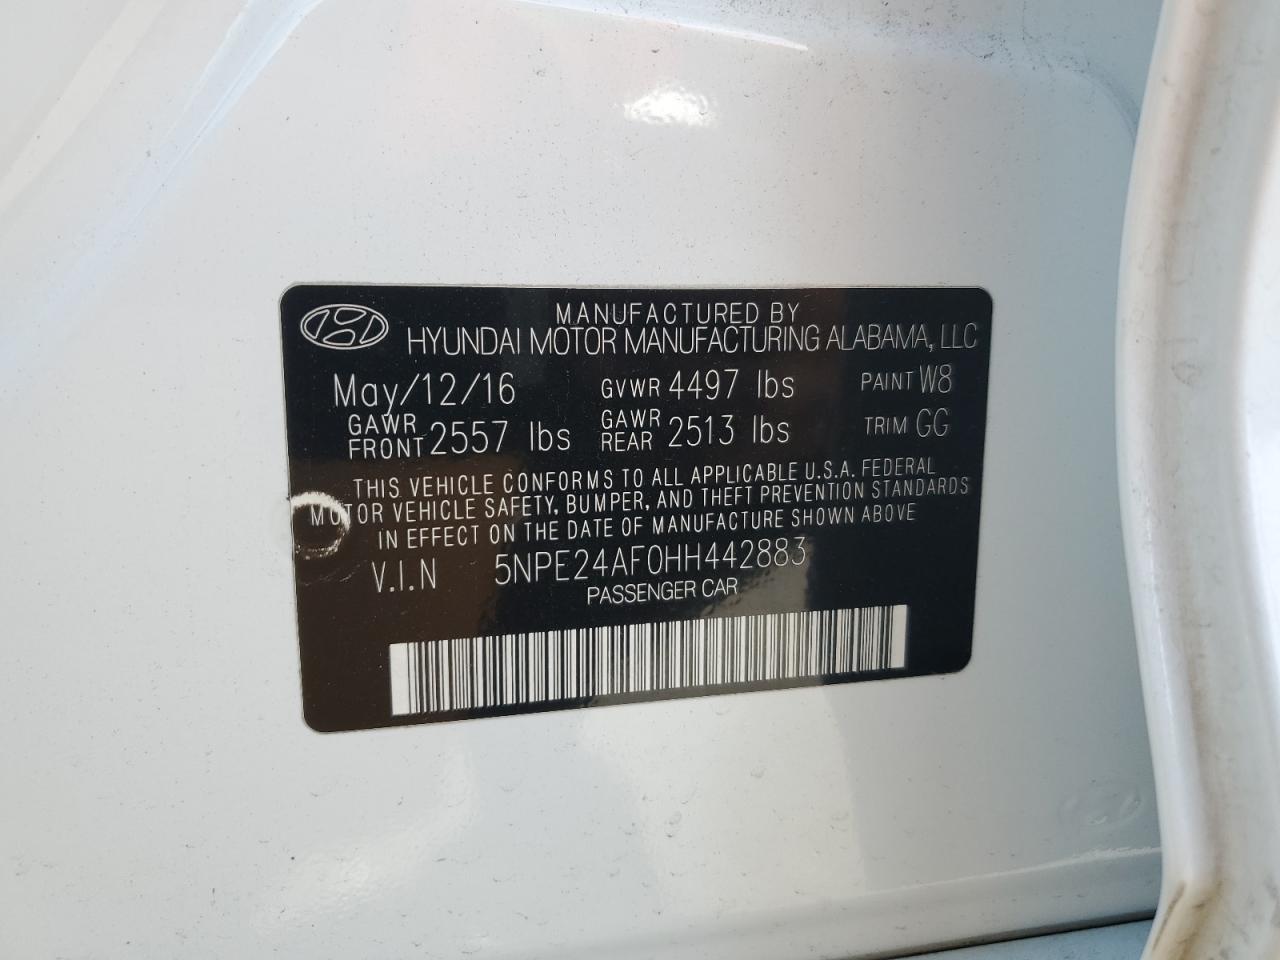 MANUFACTURED BY
HYUNDAI MOTOR MANUFACTURING ALABAMA, LLC
May/12/16 GVWR 4497 lbs PAINT W8
GAWR FRONT 2557 lbs GAWR REAR 2513 lbs TRIM GG
THIS VEHICLE CONFORMS TO ALL APPLICABLE U.S.A. FEDERAL
MOTOR VEHICLE SAFETY, BUMPER, AND THEFT PREVENTION STANDARDS
IN EFFECT ON THE DATE OF MANUFACTURE SHOWN ABOVE
V.I.N 5NPE24AF0HH442883
PASSENGER CAR